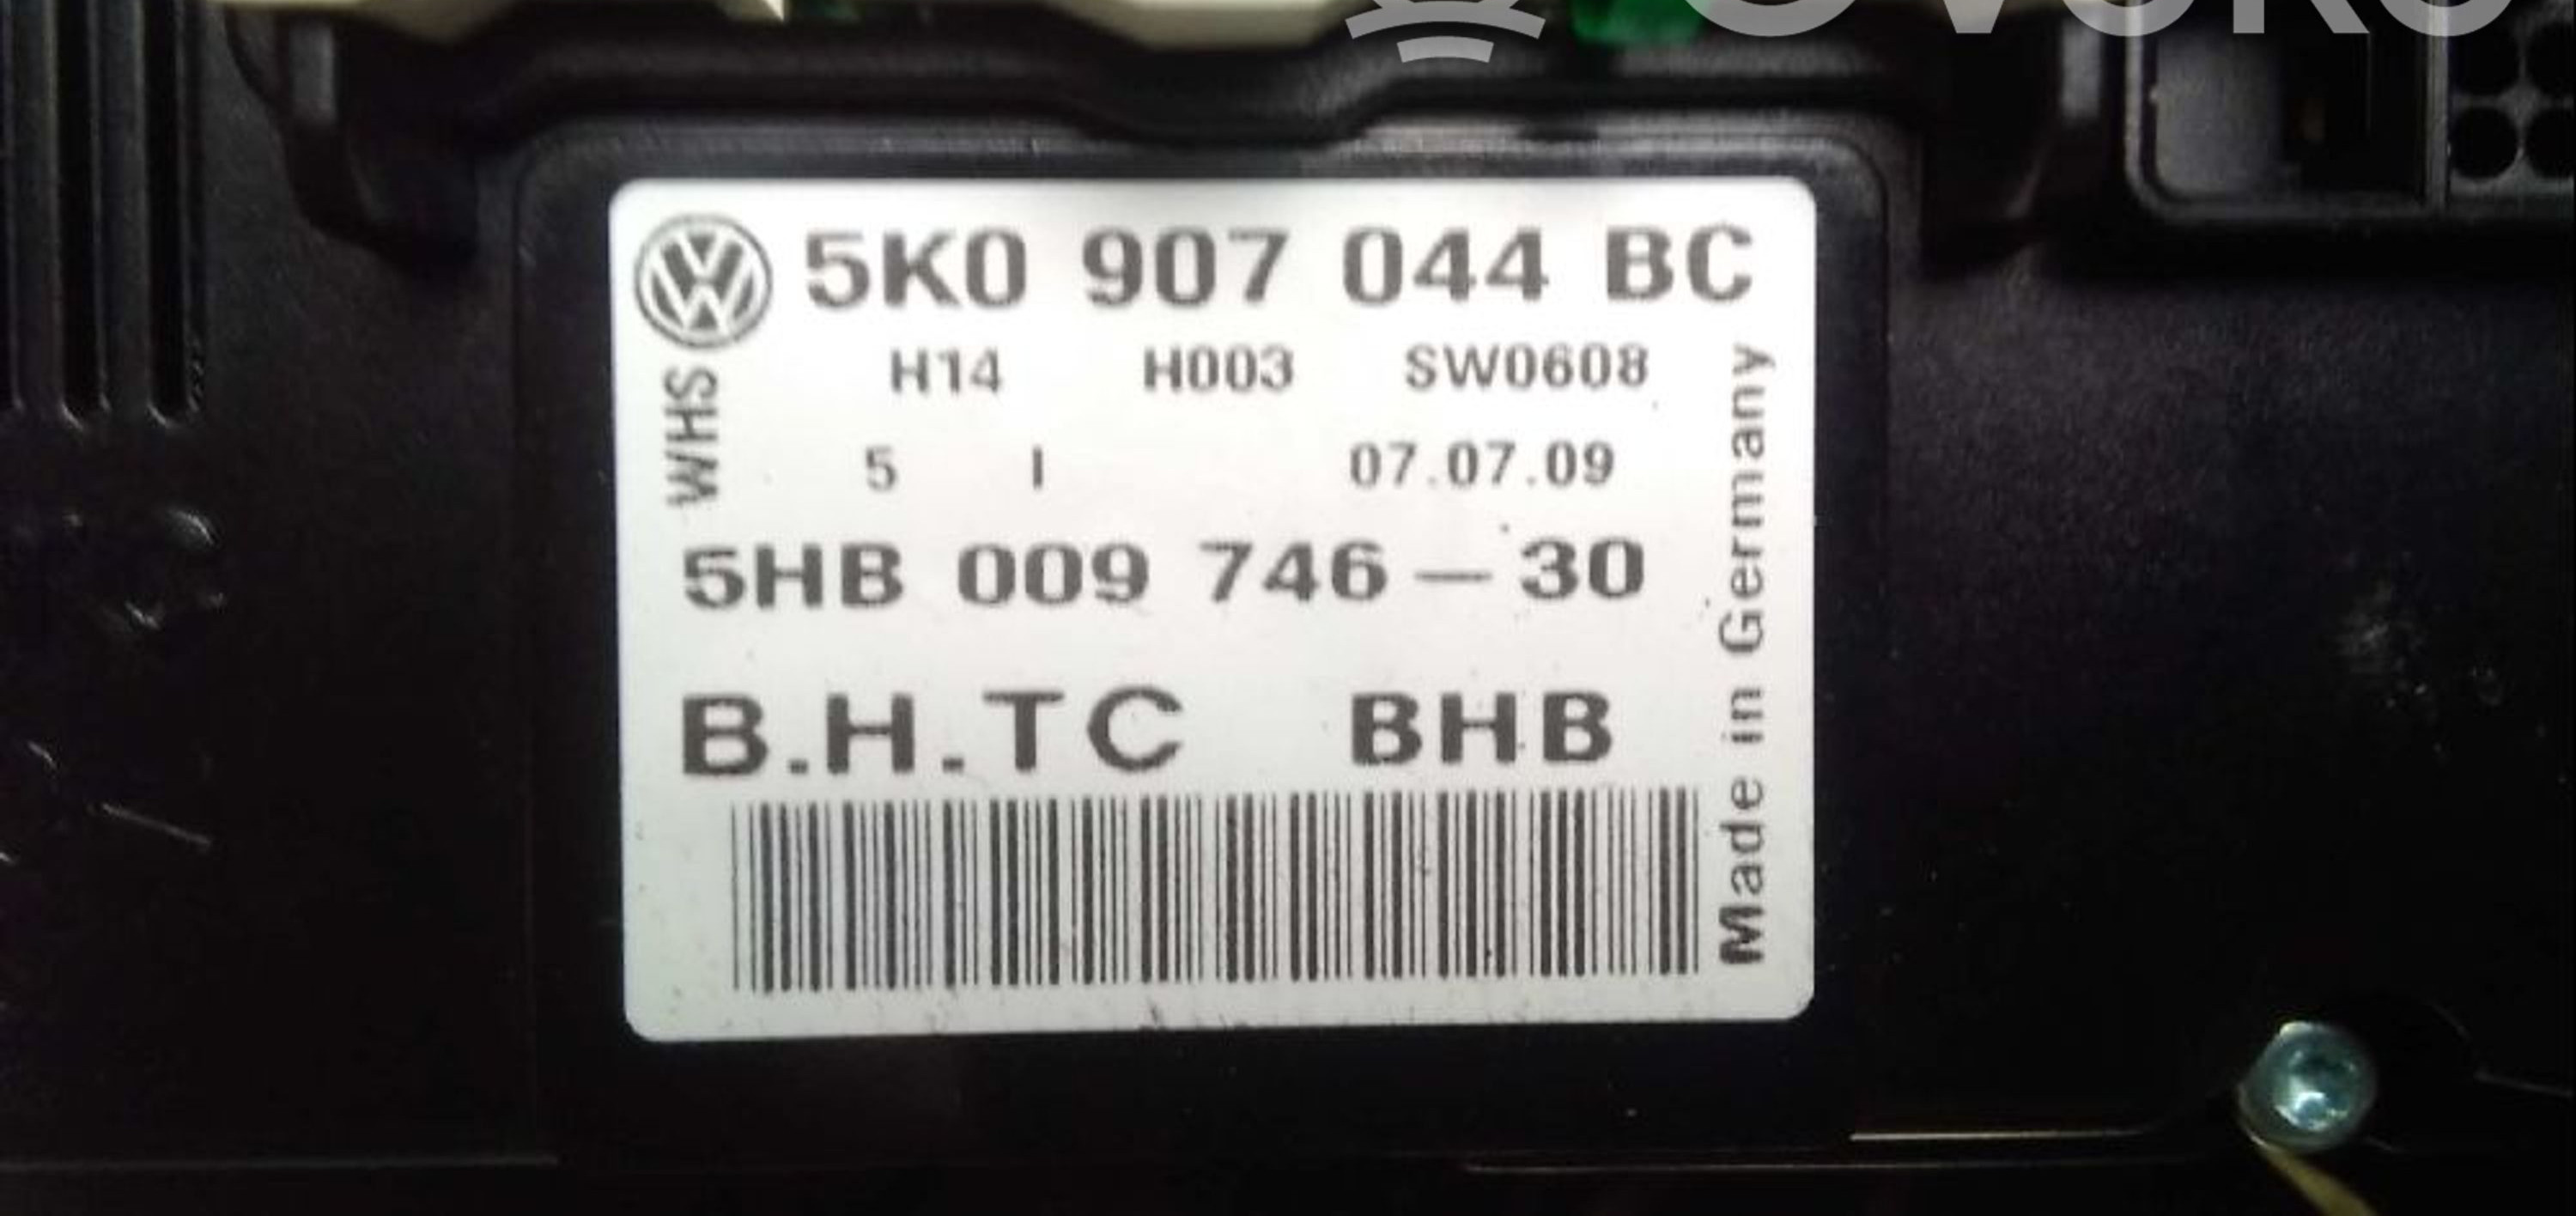 5K0 907 044 BC
H14 H003 SW0608
WHS
5 I 07.07.09
5HB 009 746-30
B.H.TC BHB
Made in Germany